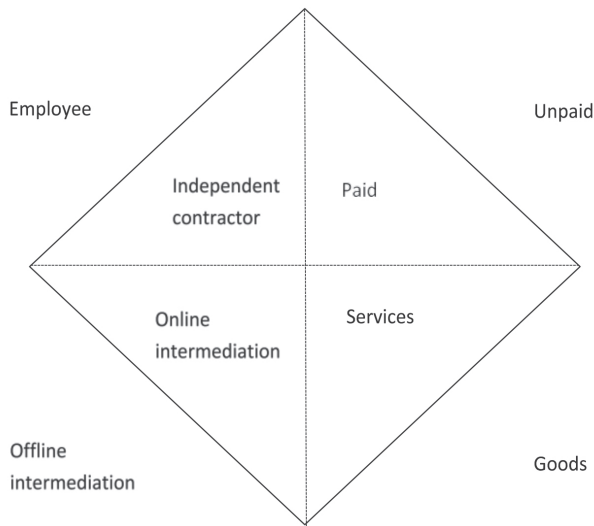 Employee
Unpaid
Independent
contractor
Paid
Online
intermediation
Services
Offline
intermediation
Goods